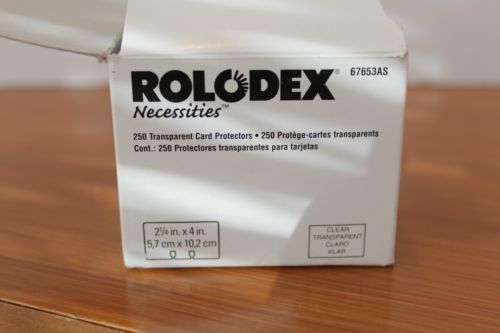 ROLODEX® 67653AS
Necessities™
250 Transparent Card Protectors • 250 Protège-cartes transparents
Cont.: 250 Protectores transparentes para tarjetas
2¼ in. x 4 in.
5,7 cm x 10,2 cm
CLEAR
TRANSPARENT
CLARO
KLAR